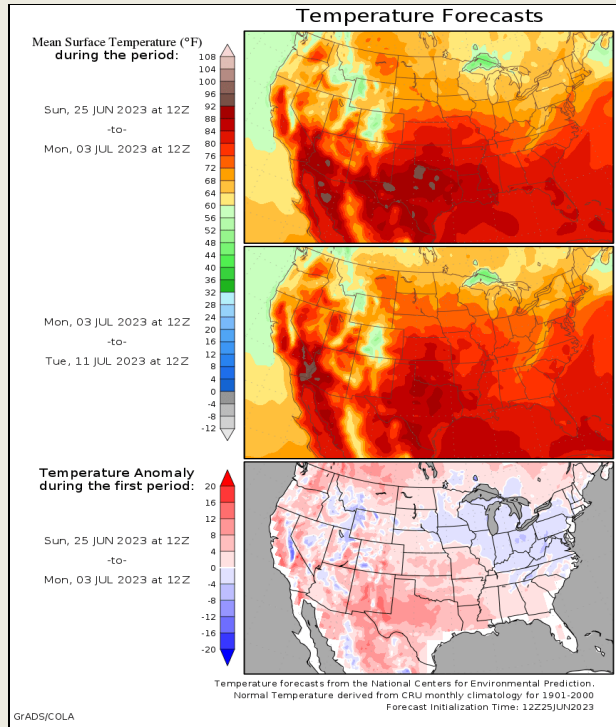 Temperature Forecasts
Mean Surface Temperature (°F)
during the period:
108
104
100
96
92
88
84
80
76
72
68
64
60
56
52
48
44
40
36
32
28
24
20
16
12
8
4
0
-4
-8
-12
Sun, 25 JUN 2023 at 12Z
-to-
Mon, 03 JUL 2023 at 12Z
Mon, 03 JUL 2023 at 12Z
-to-
Tue, 11 JUL 2023 at 12Z
Temperature Anomaly
during the first period:
20
16
12
8
4
0
-4
-8
-12
-16
-20
Sun, 25 JUN 2023 at 12Z
-to-
Mon, 03 JUL 2023 at 12Z
Temperature forecasts from the National Centers for Environmental Prediction.
Normal Temperature derived from CRU monthly climatology for 1901-2000
Forecast Initialization Time: 12Z25JUN2023
GrADS/COLA